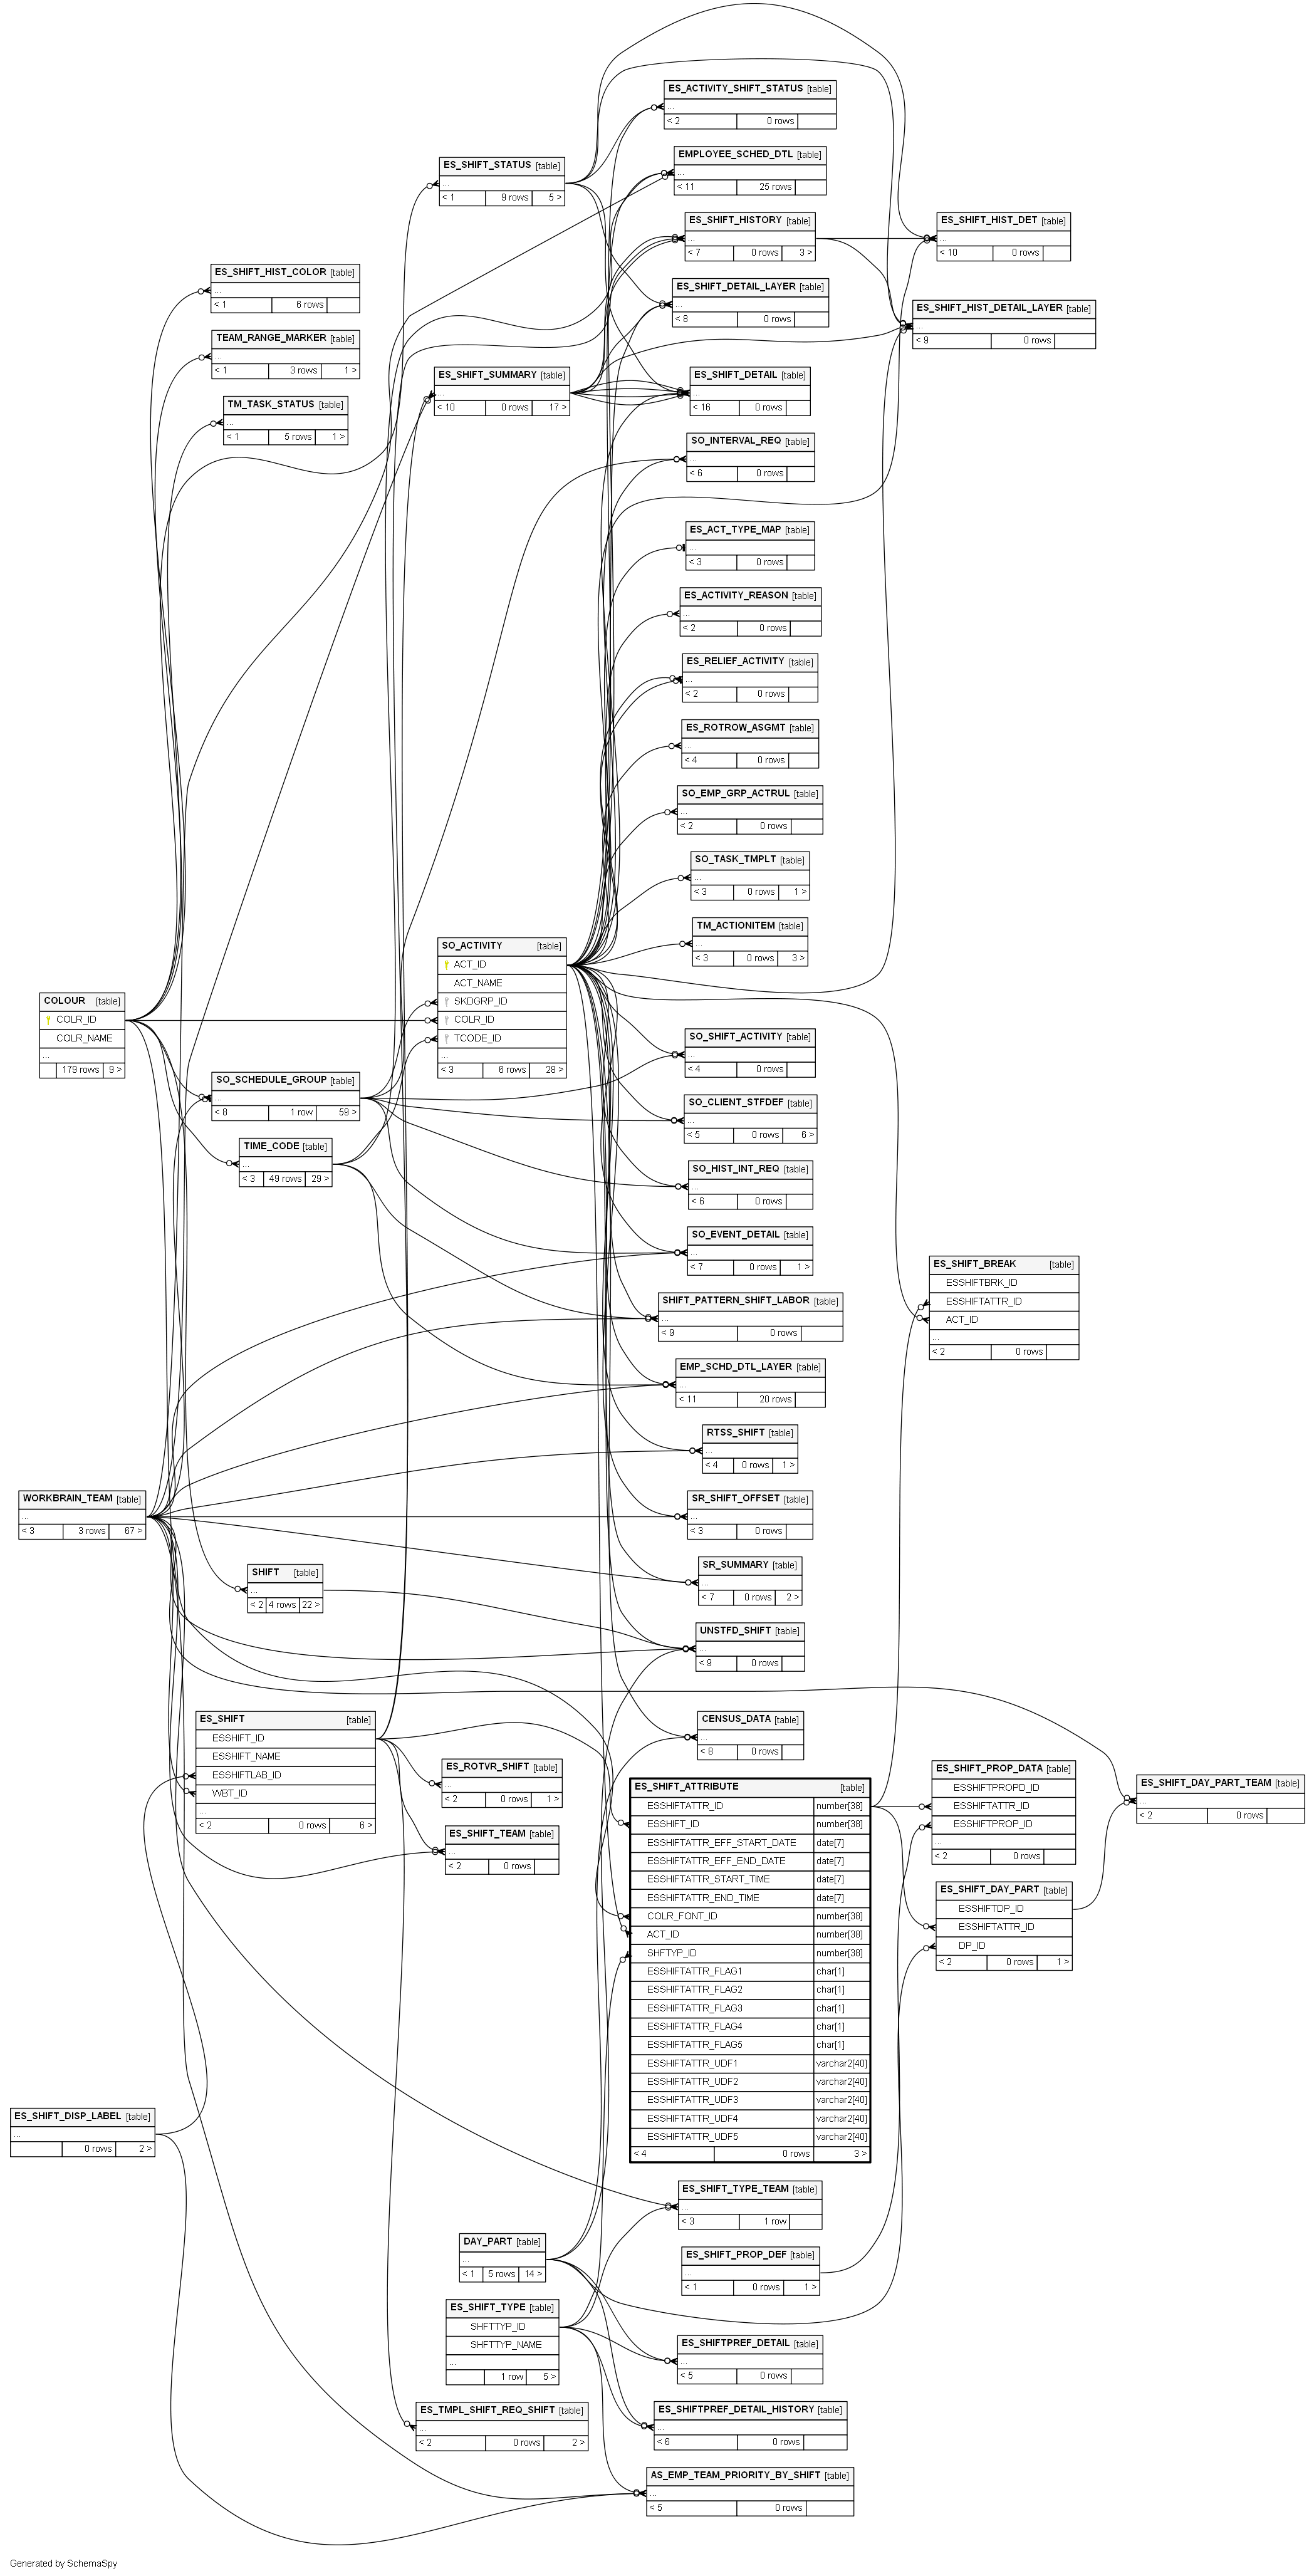 ES_ACTIVITY_SHIFT_STATUS [table]
...
< 2 0 rows
EMPLOYEE_SCHED_DTL [table]
...
< 11 25 rows
ES_SHIFT_STATUS [table]
...
< 1 9 rows 5 >
ES_SHIFT_HISTORY [table]
...
< 7 0 rows 3 >
ES_SHIFT_HIST_DET [table]
...
< 10 0 rows
ES_SHIFT_HIST_COLOR [table]
...
< 1 6 rows
ES_SHIFT_DETAIL_LAYER [table]
...
< 8 0 rows
ES_SHIFT_HIST_DETAIL_LAYER [table]
...
< 9 0 rows
TEAM_RANGE_MARKER [table]
...
< 1 3 rows 1 >
ES_SHIFT_SUMMARY [table]
...
< 10 0 rows 17 >
ES_SHIFT_DETAIL [table]
...
< 16 0 rows
TM_TASK_STATUS [table]
...
< 1 5 rows 1 >
SO_INTERVAL_REQ [table]
...
< 6 0 rows
ES_ACT_TYPE_MAP [table]
...
< 3 0 rows
ES_ACTIVITY_REASON [table]
...
< 2 0 rows
ES_RELIEF_ACTIVITY [table]
...
< 2 0 rows
ES_ROTROW_ASGMT [table]
...
< 4 0 rows
SO_EMP_GRP_ACTRUL [table]
...
< 2 0 rows
SO_TASK_TMPLT [table]
...
< 3 0 rows 1 >
TM_ACTIONITEM [table]
...
< 3 0 rows 3 >
SO_ACTIVITY [table]
ACT_ID
ACT_NAME
SKDGRP_ID
COLR_ID
TCODE_ID
...
< 3 6 rows 28 >
COLOUR [table]
COLR_ID
COLR_NAME
...
179 rows 9 >
SO_SHIFT_ACTIVITY [table]
...
< 4 0 rows
SO_SCHEDULE_GROUP [table]
...
< 8 1 row 59 >
SO_CLIENT_STFDEF [table]
...
< 5 0 rows 6 >
TIME_CODE [table]
...
< 3 49 rows 29 >
SO_HIST_INT_REQ [table]
...
< 6 0 rows
SO_EVENT_DETAIL [table]
...
< 7 0 rows 1 >
ES_SHIFT_BREAK [table]
ESSHIFTBRK_ID
ESSHIFTATTR_ID
ACT_ID
...
< 2 0 rows
SHIFT_PATTERN_SHIFT_LABOR [table]
...
< 9 0 rows
EMP_SCHD_DTL_LAYER [table]
...
< 11 20 rows
RTSS_SHIFT [table]
...
< 4 0 rows 1 >
WORKBRAIN_TEAM [table]
...
< 3 3 rows 67 >
SR_SHIFT_OFFSET [table]
...
< 3 0 rows
SR_SUMMARY [table]
...
< 7 0 rows 2 >
SHIFT [table]
...
< 2 4 rows 22 >
UNSTFD_SHIFT [table]
...
< 9 0 rows
ES_SHIFT [table]
ESSHIFT_ID
ESSHIFT_NAME
ESSHIFTLAB_ID
WBT_ID
...
< 2 0 rows 6 >
CENSUS_DATA [table]
...
< 8 0 rows
ES_ROTVR_SHIFT [table]
...
< 2 0 rows 1 >
ES_SHIFT_TEAM [table]
...
< 2 0 rows
ES_SHIFT_ATTRIBUTE [table]
ESSHIFTATTR_ID number[38]
ESSHIFT_ID number[38]
ESSHIFTATTR_EFF_START_DATE date[7]
ESSHIFTATTR_EFF_END_DATE date[7]
ESSHIFTATTR_START_TIME date[7]
ESSHIFTATTR_END_TIME date[7]
COLR_FONT_ID number[38]
ACT_ID number[38]
SHFTYP_ID number[38]
ESSHIFTATTR_FLAG1 char[1]
ESSHIFTATTR_FLAG2 char[1]
ESSHIFTATTR_FLAG3 char[1]
ESSHIFTATTR_FLAG4 char[1]
ESSHIFTATTR_FLAG5 char[1]
ESSHIFTATTR_UDF1 varchar2[40]
ESSHIFTATTR_UDF2 varchar2[40]
ESSHIFTATTR_UDF3 varchar2[40]
ESSHIFTATTR_UDF4 varchar2[40]
ESSHIFTATTR_UDF5 varchar2[40]
< 4 0 rows 3 >
ES_SHIFT_PROP_DATA [table]
ESSHIFTPROPD_ID
ESSHIFTATTR_ID
ESSHIFTPROP_ID
...
< 2 0 rows
ES_SHIFT_DAY_PART_TEAM [table]
...
< 2 0 rows
ES_SHIFT_DAY_PART [table]
ESSHIFTDP_ID
ESSHIFTATTR_ID
DP_ID
< 2 0 rows 1 >
ES_SHIFT_DISP_LABEL [table]
...
0 rows 2 >
ES_SHIFT_TYPE_TEAM [table]
...
< 3 1 row
DAY_PART [table]
...
< 1 5 rows 14 >
ES_SHIFT_PROP_DEF [table]
...
< 1 0 rows 1 >
ES_SHIFT_TYPE [table]
SHFTTYP_ID
SHFTTYP_NAME
...
1 row 5 >
ES_SHIFTPREF_DETAIL [table]
...
< 5 0 rows
ES_TMPL_SHIFT_REQ_SHIFT [table]
...
< 2 0 rows 2 >
ES_SHIFTPREF_DETAIL_HISTORY [table]
...
< 6 0 rows
AS_EMP_TEAM_PRIORITY_BY_SHIFT [table]
...
< 5 0 rows
Generated by SchemaSpy